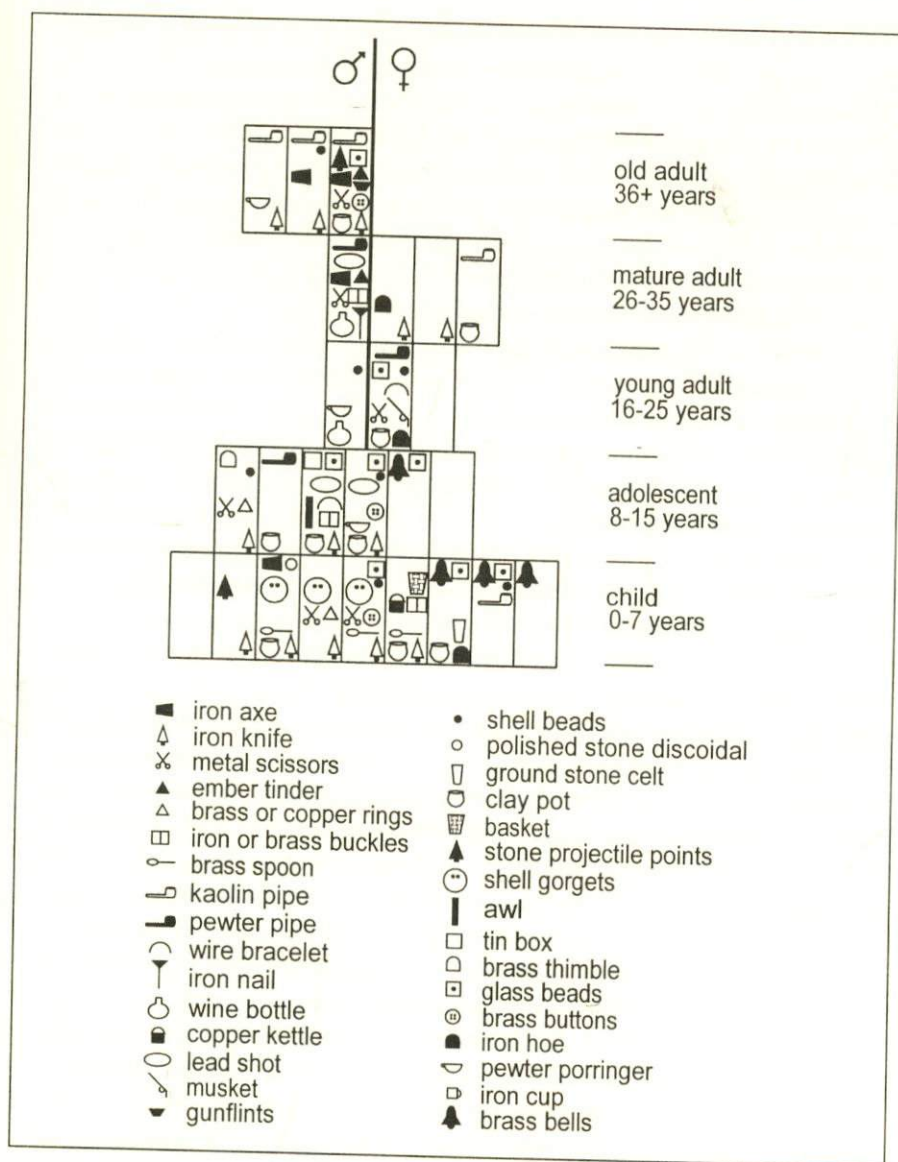 ♂ ♀
old adult
36+ years
mature adult
26-35 years
young adult
16-25 years
adolescent
8-15 years
child
0-7 years
iron axe
iron knife
metal scissors
ember tinder
brass or copper rings
iron or brass buckles
brass spoon
kaolin pipe
pewter pipe
wire bracelet
iron nail
wine bottle
copper kettle
lead shot
musket
gunflints
shell beads
polished stone discoidal
ground stone celt
clay pot
basket
stone projectile points
shell gorgets
awl
tin box
brass thimble
glass beads
brass buttons
iron hoe
pewter porringer
iron cup
brass bells